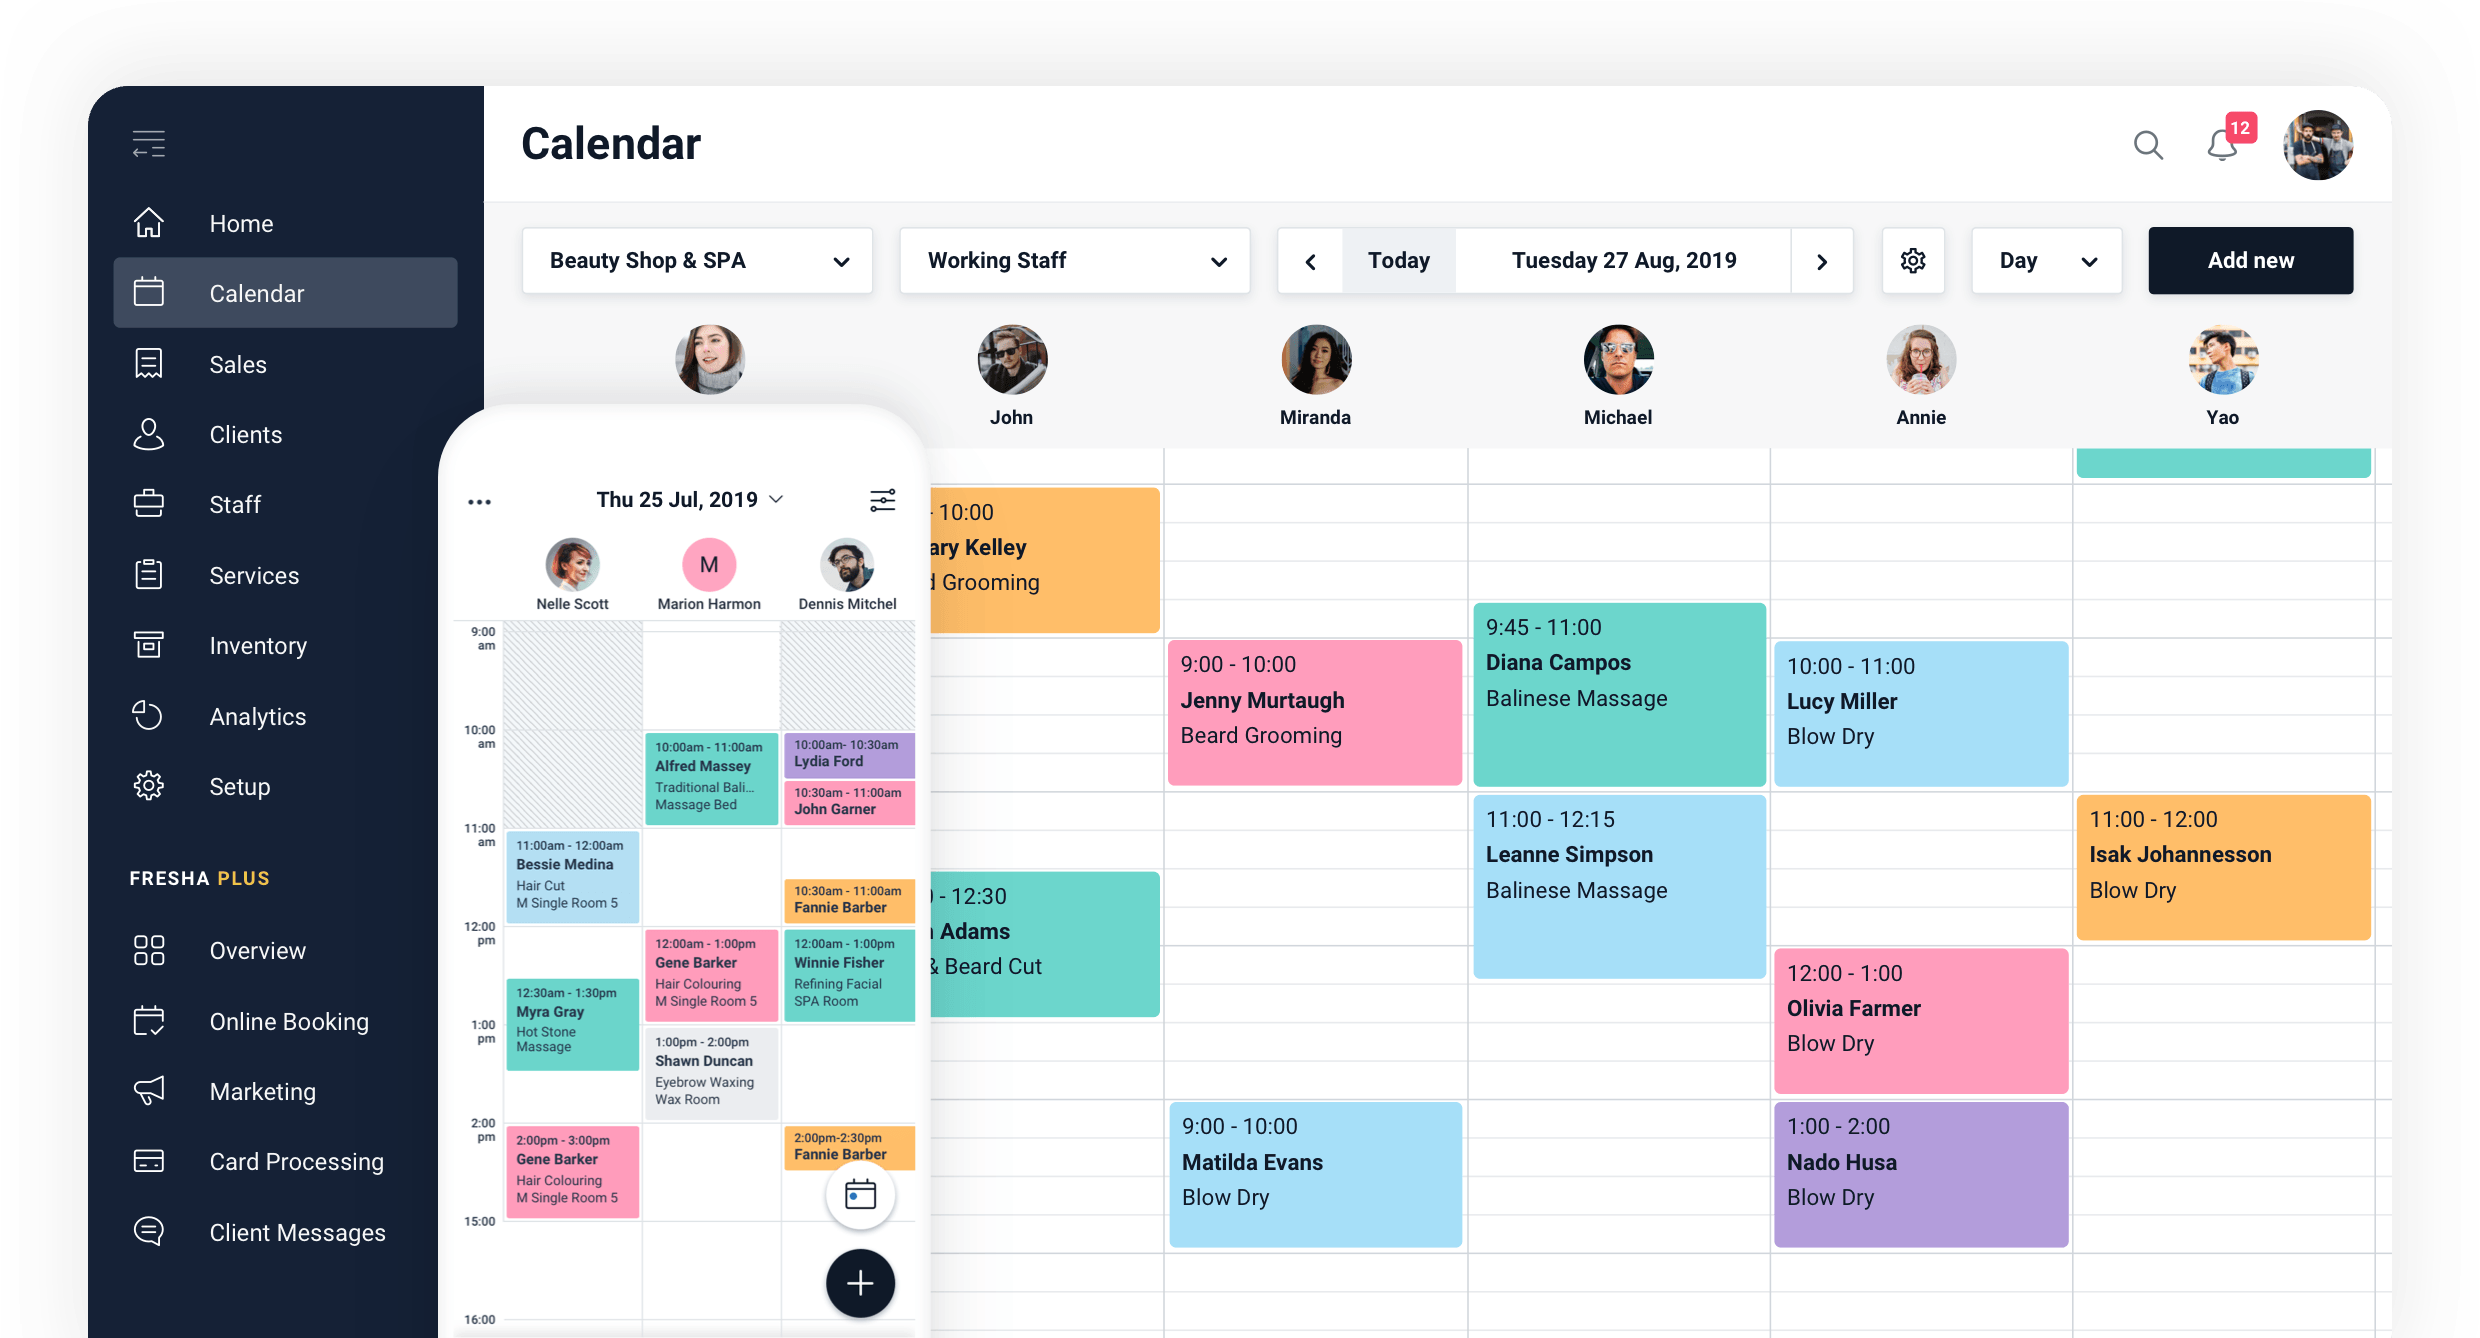 Home
Calendar
Sales
Clients
Staff
Services
Inventory
Analytics
Setup
FRESHA PLUS
Overview
Online Booking
Marketing
Card Processing
Client Messages
Calendar
12
Beauty Shop & SPA
Working Staff
Today
Tuesday 27 Aug, 2019
Day
Add new
John
Miranda
Michael
Annie
Yao
- 10:00
Kelley
Grooming
- 12:30
Adams
& Beard Cut
9:00 - 10:00
Jenny Murtaugh
Beard Grooming
9:00 - 10:00
Matilda Evans
Blow Dry
9:45 - 11:00
Diana Campos
Balinese Massage
11:00 - 12:15
Leanne Simpson
Balinese Massage
10:00 - 11:00
Lucy Miller
Blow Dry
12:00 - 1:00
Olivia Farmer
Blow Dry
1:00 - 2:00
Nado Husa
Blow Dry
11:00 - 12:00
Isak Johannesson
Blow Dry
Thu 25 Jul, 2019
M
Nelle Scott
Marion Harmon
Dennis Mitchel
9:00
am
10:00
am
11:00
am
12:00
pm
1:00
pm
2:00
pm
15:00
16:00
11:00am - 12:00am
Bessie Medina
Hair Cut
M Single Room 5
12:30am - 1:30pm
Myra Gray
Hot Stone
Massage
2:00pm - 3:00pm
Gene Barker
Hair Colouring
M Single Room 5
10:00am - 11:00am
Alfred Massey
Traditional Bali...
Massage Bed
12:00am - 1:00pm
Gene Barker
Hair Colouring
M Single Room 5
1:00pm - 2:00pm
Shawn Duncan
Eyebrow Waxing
Wax Room
10:00am- 10:30am
Lydia Ford
10:30am - 11:00am
John Garner
10:30am - 11:00am
Fannie Barber
12:00am - 1:00pm
Winnie Fisher
Refining Facial
SPA Room
2:00pm-2:30pm
Fannie Barber